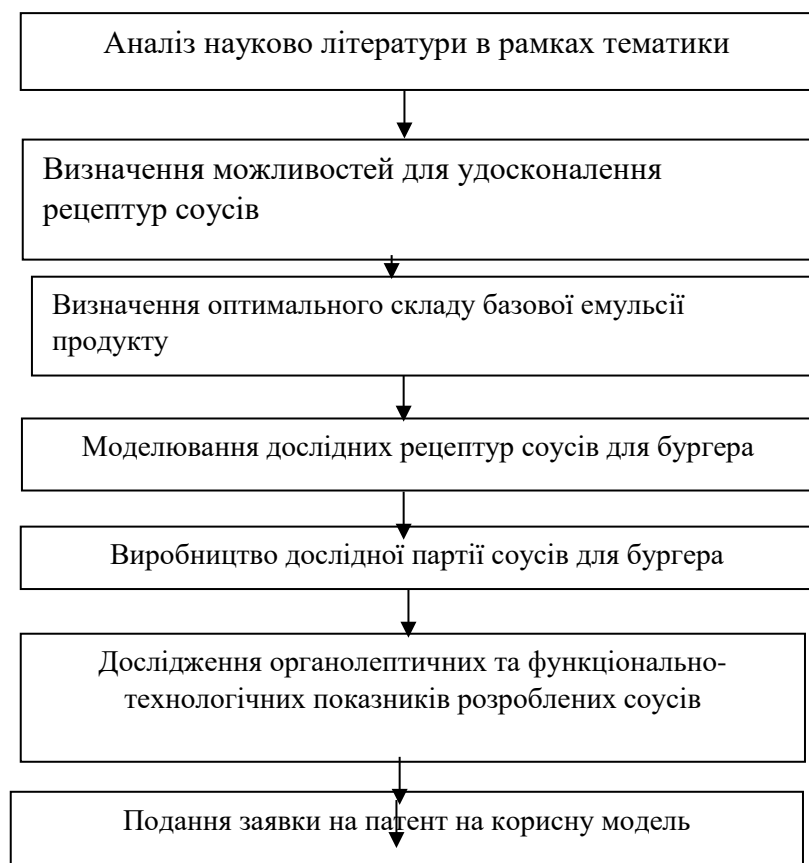 Аналіз науково літератури в рамках тематики
Визначення можливостей для удосконалення
рецептур соусів
Визначення оптимального складу базової емульсії
продукту
Моделювання дослідних рецептур соусів для бургера
Виробництво дослідної партії соусів для бургера
Дослідження органолептичних та функціонально-
технологічних показників розроблених соусів
Подання заявки на патент на корисну модель